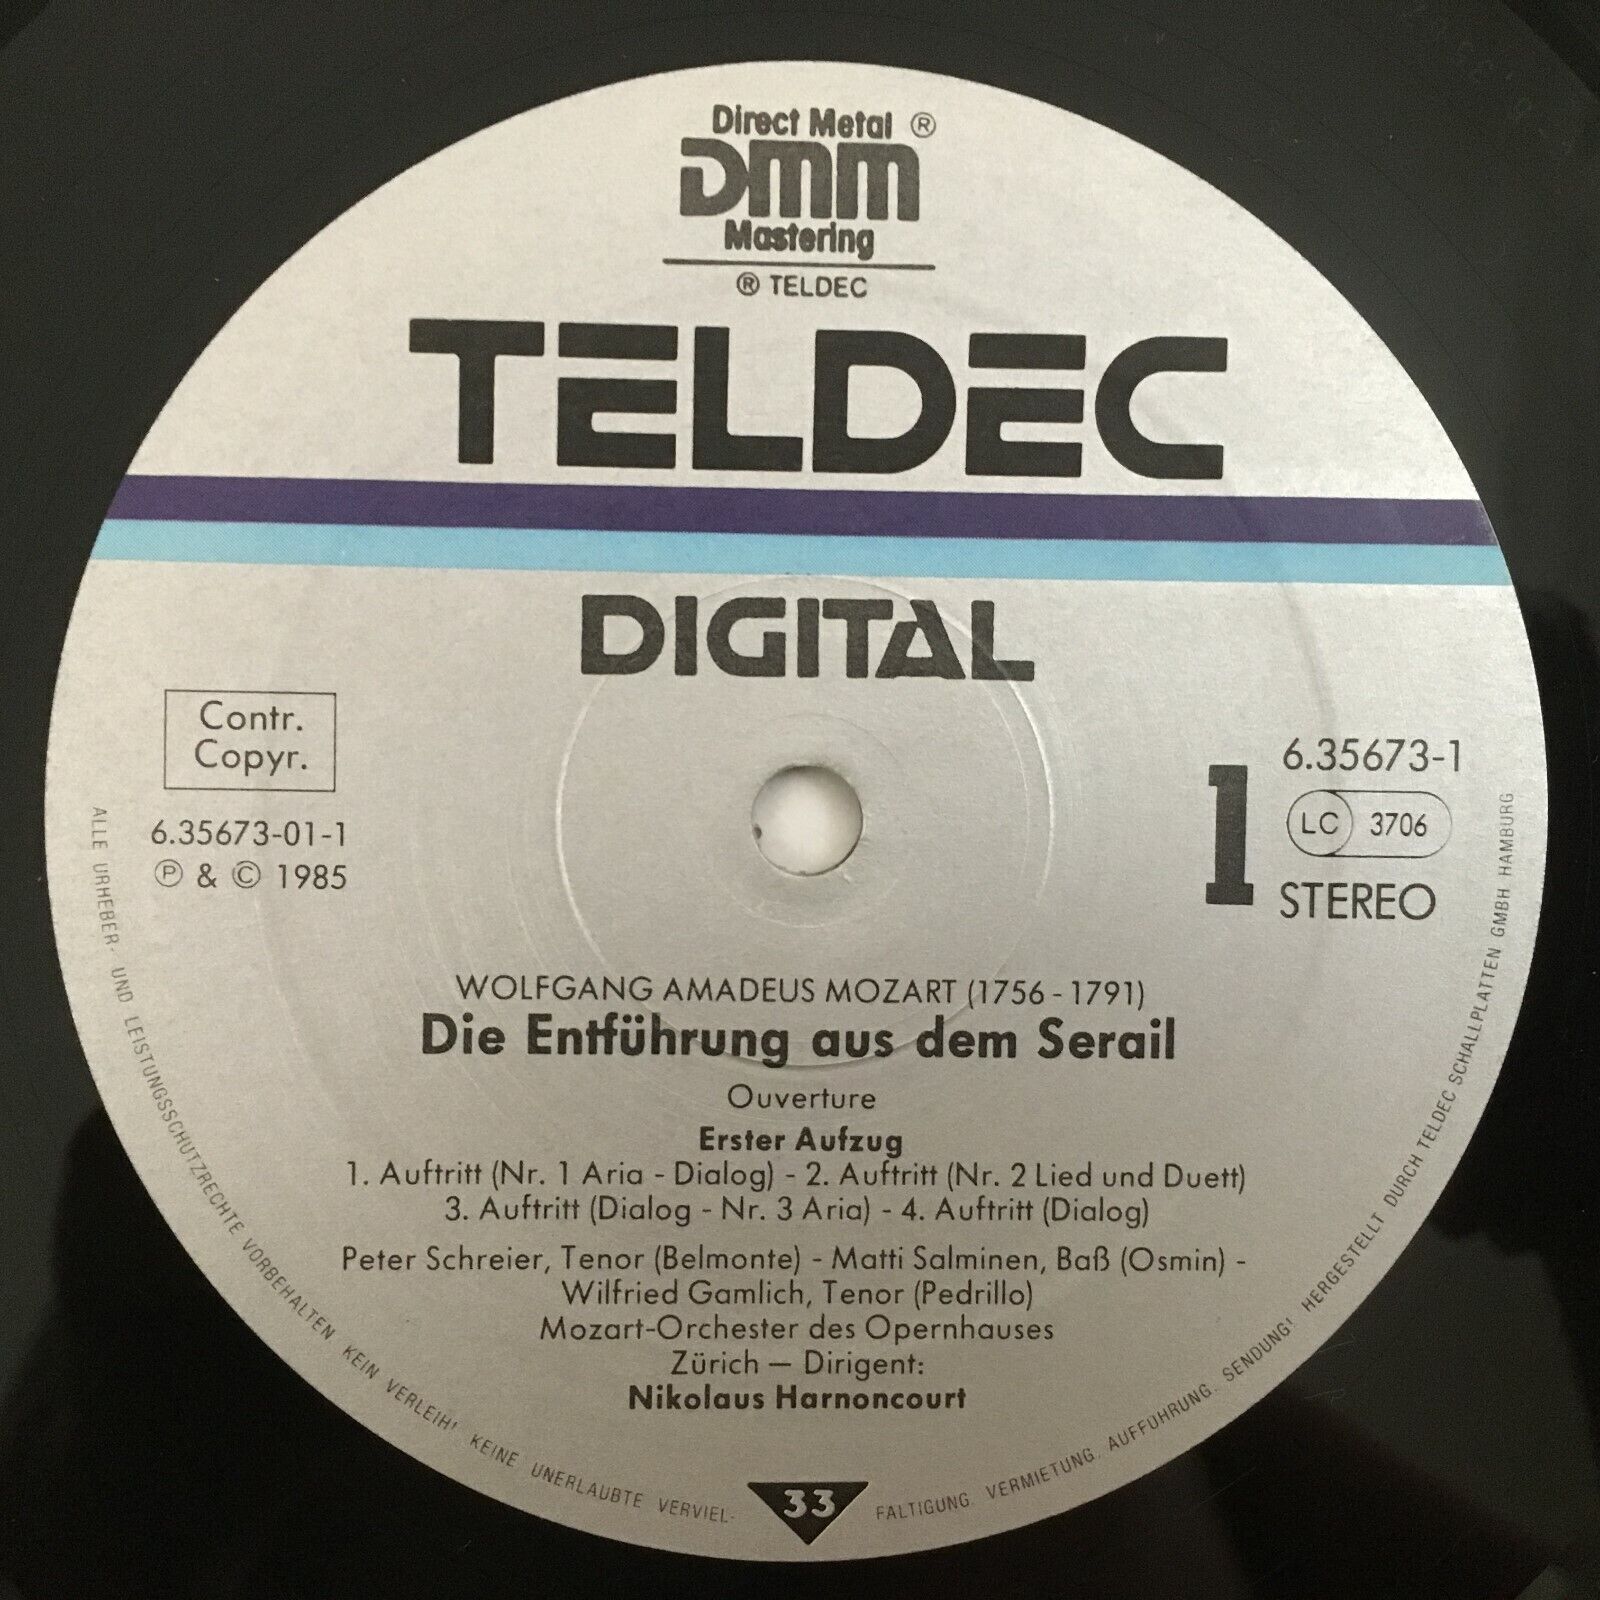 Direct Metal ®
DMM
Mastering
® TELDEC
TELDEC
DIGITAL
Contr.
Copyr.
6.35673-01-1
℗ & © 1985
1
6.35673-1
LC 3706
STEREO
WOLFGANG AMADEUS MOZART (1756 - 1791)
Die Entführung aus dem Serail
Ouverture
Erster Aufzug
1. Auftritt (Nr. 1 Aria - Dialog) - 2. Auftritt (Nr. 2 Lied und Duett)
3. Auftritt (Dialog - Nr. 3 Aria) - 4. Auftritt (Dialog)
Peter Schreier, Tenor (Belmonte) - Matti Salminen, Baß (Osmin) -
Wilfried Gamlich, Tenor (Pedrillo)
Mozart-Orchester des Opernhauses
Zürich — Dirigent:
Nikolaus Harnoncourt
33
ALLE URHEBER- UND LEISTUNGSSCHUTZRECHTE VORBEHALTEN KEIN VERLEIH! KEINE UNERLAUBTE VERVIEL-
FALTIGUNG. VERMIETUNG. AUFFÜHRUNG. SENDUNG! HERGESTELLT DURCH TELDEC SCHALLPLATTEN GMBH HAMBURG